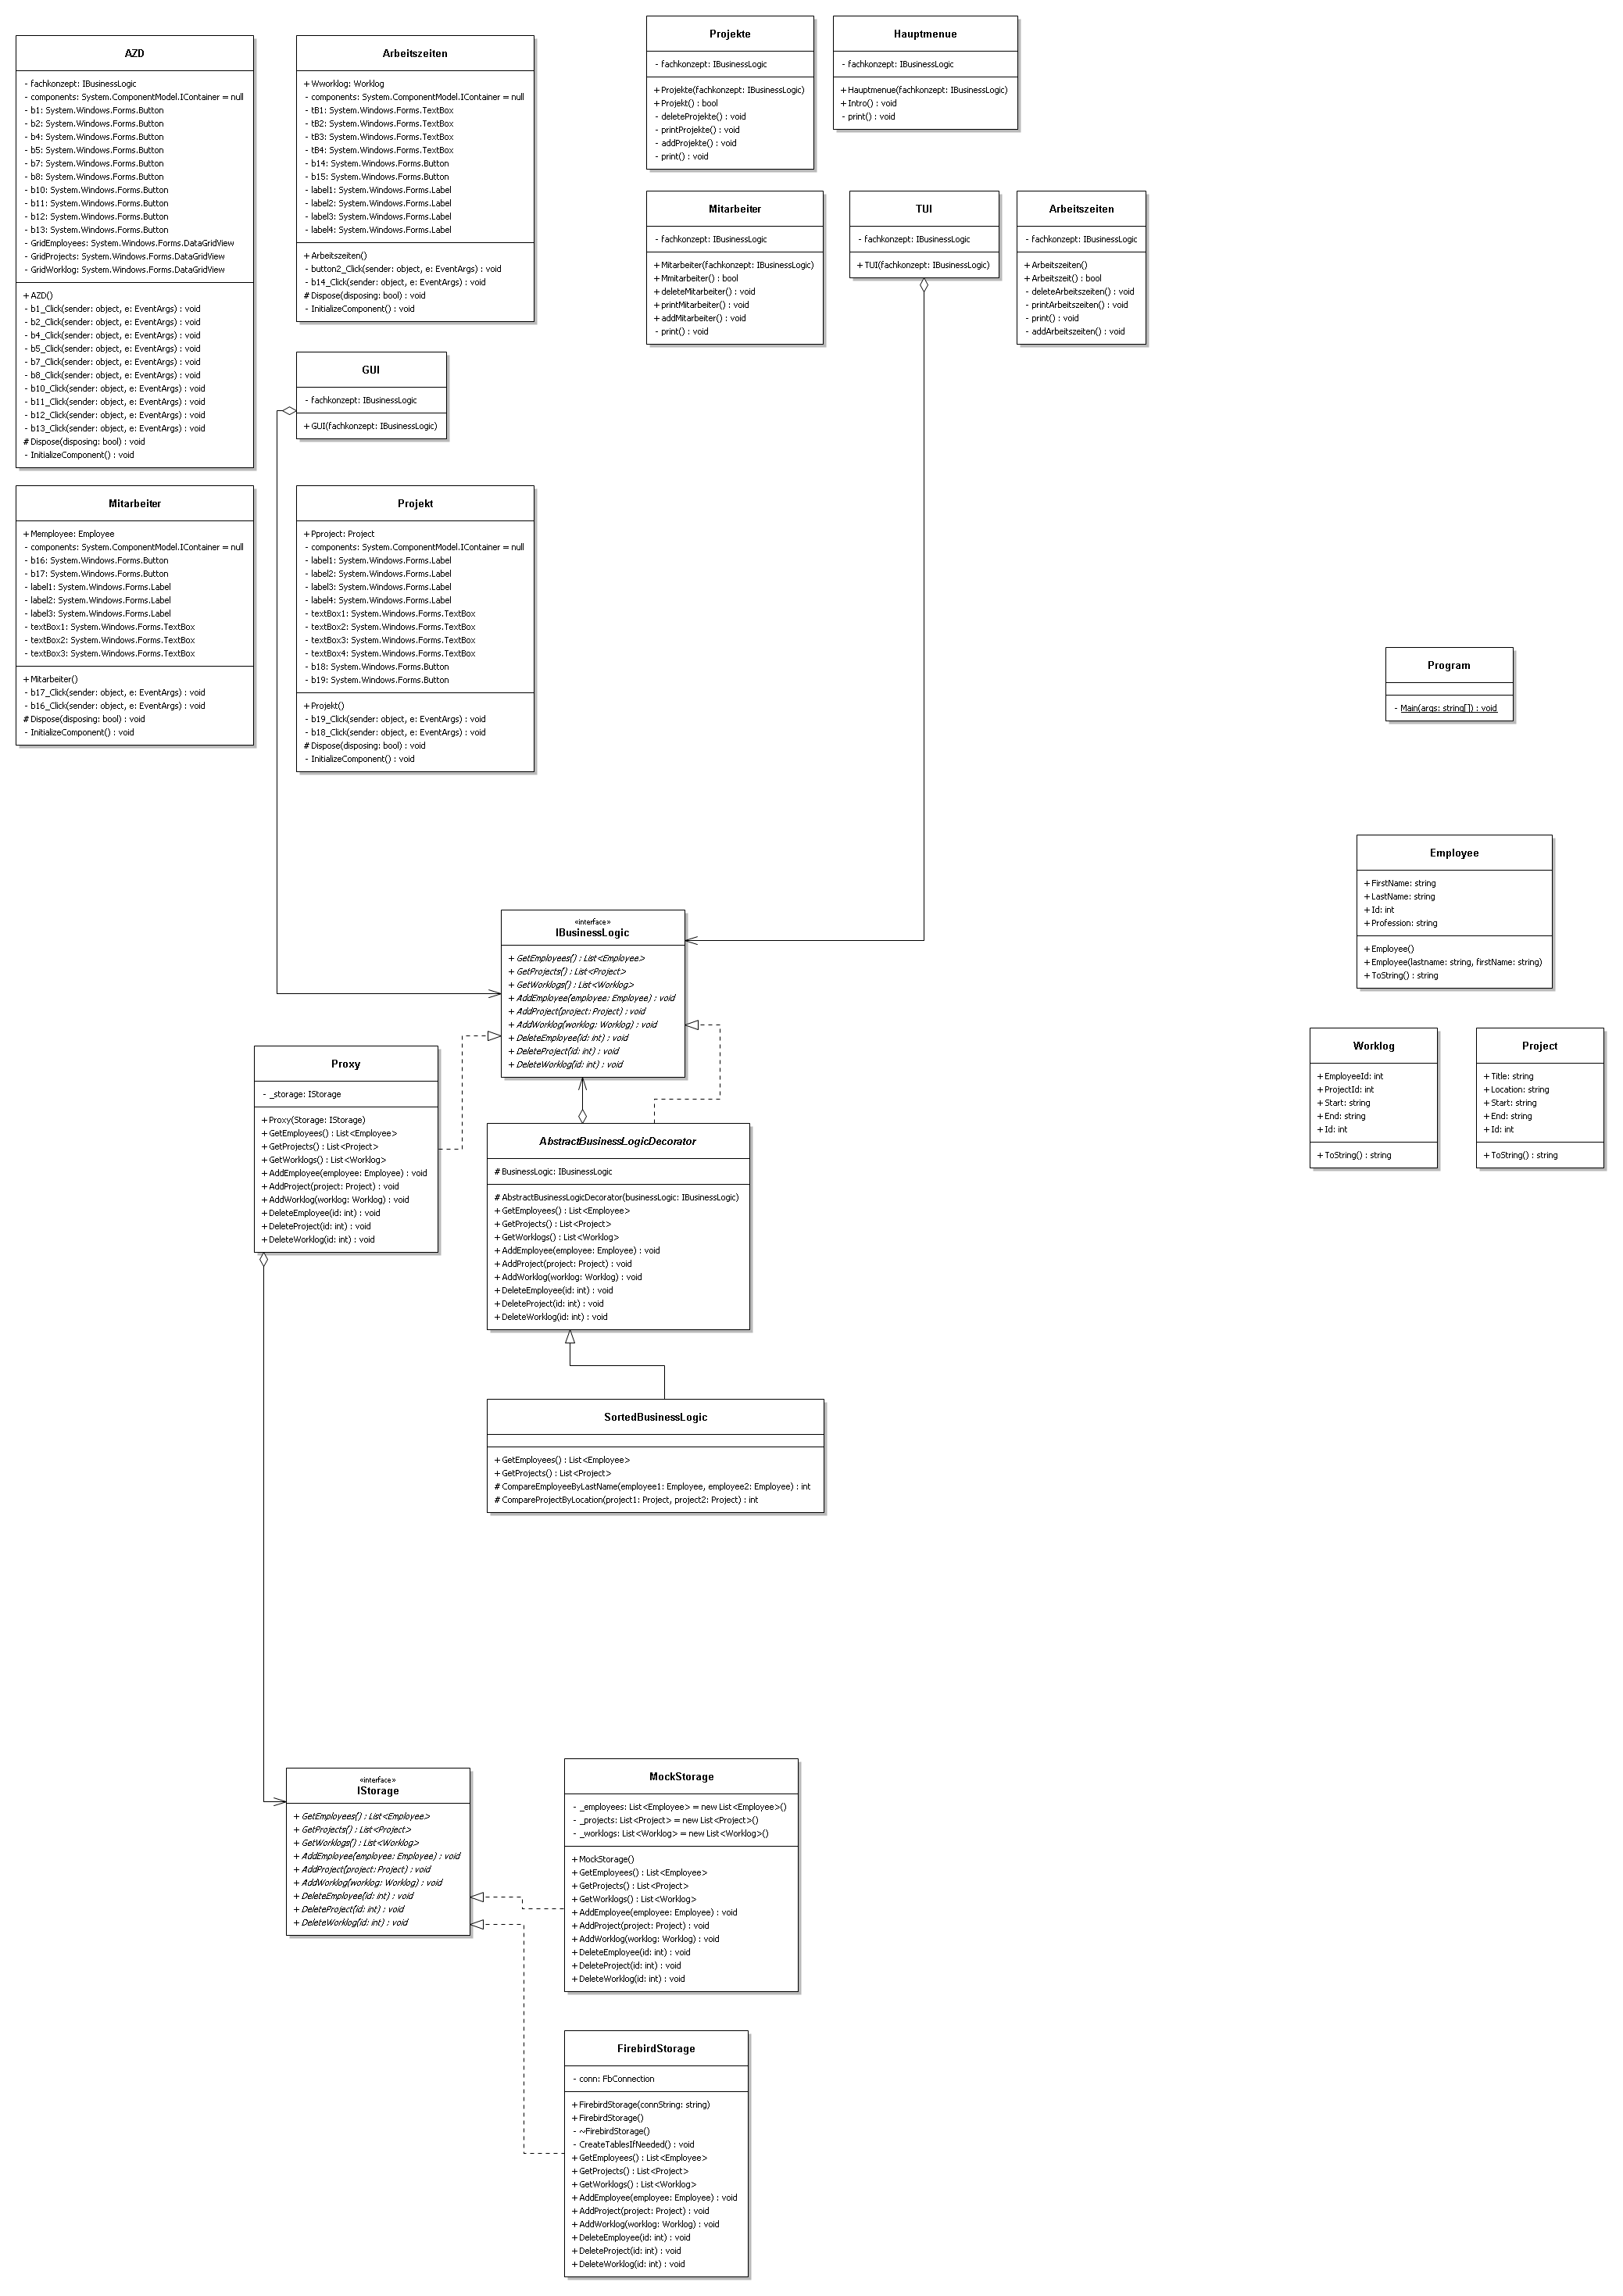 AZD
- fachkonzept: IBusinessLogic
- components: System.ComponentModel.IContainer = null
- b1: System.Windows.Forms.Button
- b2: System.Windows.Forms.Button
- b4: System.Windows.Forms.Button
- b5: System.Windows.Forms.Button
- b7: System.Windows.Forms.Button
- b8: System.Windows.Forms.Button
- b10: System.Windows.Forms.Button
- b11: System.Windows.Forms.Button
- b12: System.Windows.Forms.Button
- b13: System.Windows.Forms.Button
- GridEmployees: System.Windows.Forms.DataGridView
- GridProjects: System.Windows.Forms.DataGridView
- GridWorklog: System.Windows.Forms.DataGridView
+ AZD()
- b1_Click(sender: object, e: EventArgs) : void
- b2_Click(sender: object, e: EventArgs) : void
- b4_Click(sender: object, e: EventArgs) : void
- b5_Click(sender: object, e: EventArgs) : void
- b7_Click(sender: object, e: EventArgs) : void
- b8_Click(sender: object, e: EventArgs) : void
- b10_Click(sender: object, e: EventArgs) : void
- b11_Click(sender: object, e: EventArgs) : void
- b12_Click(sender: object, e: EventArgs) : void
- b13_Click(sender: object, e: EventArgs) : void
# Dispose(disposing: bool) : void
- InitializeComponent() : void
Arbeitszeiten
+ Wworklog: Worklog
- components: System.ComponentModel.IContainer = null
- tB1: System.Windows.Forms.TextBox
- tB2: System.Windows.Forms.TextBox
- tB3: System.Windows.Forms.TextBox
- tB4: System.Windows.Forms.TextBox
- b14: System.Windows.Forms.Button
- b15: System.Windows.Forms.Button
- label1: System.Windows.Forms.Label
- label2: System.Windows.Forms.Label
- label3: System.Windows.Forms.Label
- label4: System.Windows.Forms.Label
+ Arbeitszeiten()
- button2_Click(sender: object, e: EventArgs) : void
- b14_Click(sender: object, e: EventArgs) : void
# Dispose(disposing: bool) : void
- InitializeComponent() : void
Projekte
- fachkonzept: IBusinessLogic
+ Projekte(fachkonzept: IBusinessLogic)
+ Projekt() : bool
- deleteProjekte() : void
- printProjekte() : void
- addProjekte() : void
- print() : void
Hauptmenue
- fachkonzept: IBusinessLogic
+ Hauptmenue(fachkonzept: IBusinessLogic)
+ Intro() : void
- print() : void
Mitarbeiter
- fachkonzept: IBusinessLogic
+ Mitarbeiter(fachkonzept: IBusinessLogic)
+ Mmitarbeiter() : bool
+ deleteMitarbeiter() : void
+ printMitarbeiter() : void
+ addMitarbeiter() : void
- print() : void
TUI
- fachkonzept: IBusinessLogic
+ TUI(fachkonzept: IBusinessLogic)
Arbeitszeiten
- fachkonzept: IBusinessLogic
+ Arbeitszeiten()
+ Arbeitszeit() : bool
- deleteArbeitszeiten() : void
- printArbeitszeiten() : void
- print() : void
- addArbeitszeiten() : void
GUI
- fachkonzept: IBusinessLogic
+ GUI(fachkonzept: IBusinessLogic)
Mitarbeiter
+ Memployee: Employee
- components: System.ComponentModel.IContainer = null
- b16: System.Windows.Forms.Button
- b17: System.Windows.Forms.Button
- label1: System.Windows.Forms.Label
- label2: System.Windows.Forms.Label
- label3: System.Windows.Forms.Label
- textBox1: System.Windows.Forms.TextBox
- textBox2: System.Windows.Forms.TextBox
- textBox3: System.Windows.Forms.TextBox
+ Mitarbeiter()
- b17_Click(sender: object, e: EventArgs) : void
- b16_Click(sender: object, e: EventArgs) : void
# Dispose(disposing: bool) : void
- InitializeComponent() : void
Projekt
+ Pproject: Project
- components: System.ComponentModel.IContainer = null
- label1: System.Windows.Forms.Label
- label2: System.Windows.Forms.Label
- label3: System.Windows.Forms.Label
- label4: System.Windows.Forms.Label
- textBox1: System.Windows.Forms.TextBox
- textBox2: System.Windows.Forms.TextBox
- textBox3: System.Windows.Forms.TextBox
- textBox4: System.Windows.Forms.TextBox
- b18: System.Windows.Forms.Button
- b19: System.Windows.Forms.Button
+ Projekt()
- b19_Click(sender: object, e: EventArgs) : void
- b18_Click(sender: object, e: EventArgs) : void
# Dispose(disposing: bool) : void
- InitializeComponent() : void
Program
- Main(args: string[]) : void
Employee
+ FirstName: string
+ LastName: string
+ Id: int
+ Profession: string
+ Employee()
+ Employee(lastname: string, firstName: string)
+ ToString() : string
Worklog
+ EmployeeId: int
+ ProjectId: int
+ Start: string
+ End: string
+ Id: int
+ ToString() : string
Project
+ Title: string
+ Location: string
+ Start: string
+ End: string
+ Id: int
+ ToString() : string
«interface»
IBusinessLogic
+ GetEmployees() : List<Employee>
+ GetProjects() : List<Project>
+ GetWorklogs() : List<Worklog>
+ AddEmployee(employee: Employee) : void
+ AddProject(project: Project) : void
+ AddWorklog(worklog: Worklog) : void
+ DeleteEmployee(id: int) : void
+ DeleteProject(id: int) : void
+ DeleteWorklog(id: int) : void
Proxy
- _storage: IStorage
+ Proxy(Storage: IStorage)
+ GetEmployees() : List<Employee>
+ GetProjects() : List<Project>
+ GetWorklogs() : List<Worklog>
+ AddEmployee(employee: Employee) : void
+ AddProject(project: Project) : void
+ AddWorklog(worklog: Worklog) : void
+ DeleteEmployee(id: int) : void
+ DeleteProject(id: int) : void
+ DeleteWorklog(id: int) : void
AbstractBusinessLogicDecorator
# BusinessLogic: IBusinessLogic
# AbstractBusinessLogicDecorator(businessLogic: IBusinessLogic)
+ GetEmployees() : List<Employee>
+ GetProjects() : List<Project>
+ GetWorklogs() : List<Worklog>
+ AddEmployee(employee: Employee) : void
+ AddProject(project: Project) : void
+ AddWorklog(worklog: Worklog) : void
+ DeleteEmployee(id: int) : void
+ DeleteProject(id: int) : void
+ DeleteWorklog(id: int) : void
SortedBusinessLogic
+ GetEmployees() : List<Employee>
+ GetProjects() : List<Project>
# CompareEmployeeByLastName(employee1: Employee, employee2: Employee) : int
# CompareProjectByLocation(project1: Project, project2: Project) : int
«interface»
IStorage
+ GetEmployees() : List<Employee>
+ GetProjects() : List<Project>
+ GetWorklogs() : List<Worklog>
+ AddEmployee(employee: Employee) : void
+ AddProject(project: Project) : void
+ AddWorklog(worklog: Worklog) : void
+ DeleteEmployee(id: int) : void
+ DeleteProject(id: int) : void
+ DeleteWorklog(id: int) : void
MockStorage
- _employees: List<Employee> = new List<Employee>()
- _projects: List<Project> = new List<Project>()
- _worklogs: List<Worklog> = new List<Worklog>()
+ MockStorage()
+ GetEmployees() : List<Employee>
+ GetProjects() : List<Project>
+ GetWorklogs() : List<Worklog>
+ AddEmployee(employee: Employee) : void
+ AddProject(project: Project) : void
+ AddWorklog(worklog: Worklog) : void
+ DeleteEmployee(id: int) : void
+ DeleteProject(id: int) : void
+ DeleteWorklog(id: int) : void
FirebirdStorage
- conn: FbConnection
+ FirebirdStorage(connString: string)
+ FirebirdStorage()
- ~FirebirdStorage()
- CreateTablesIfNeeded() : void
+ GetEmployees() : List<Employee>
+ GetProjects() : List<Project>
+ GetWorklogs() : List<Worklog>
+ AddEmployee(employee: Employee) : void
+ AddProject(project: Project) : void
+ AddWorklog(worklog: Worklog) : void
+ DeleteEmployee(id: int) : void
+ DeleteProject(id: int) : void
+ DeleteWorklog(id: int) : void